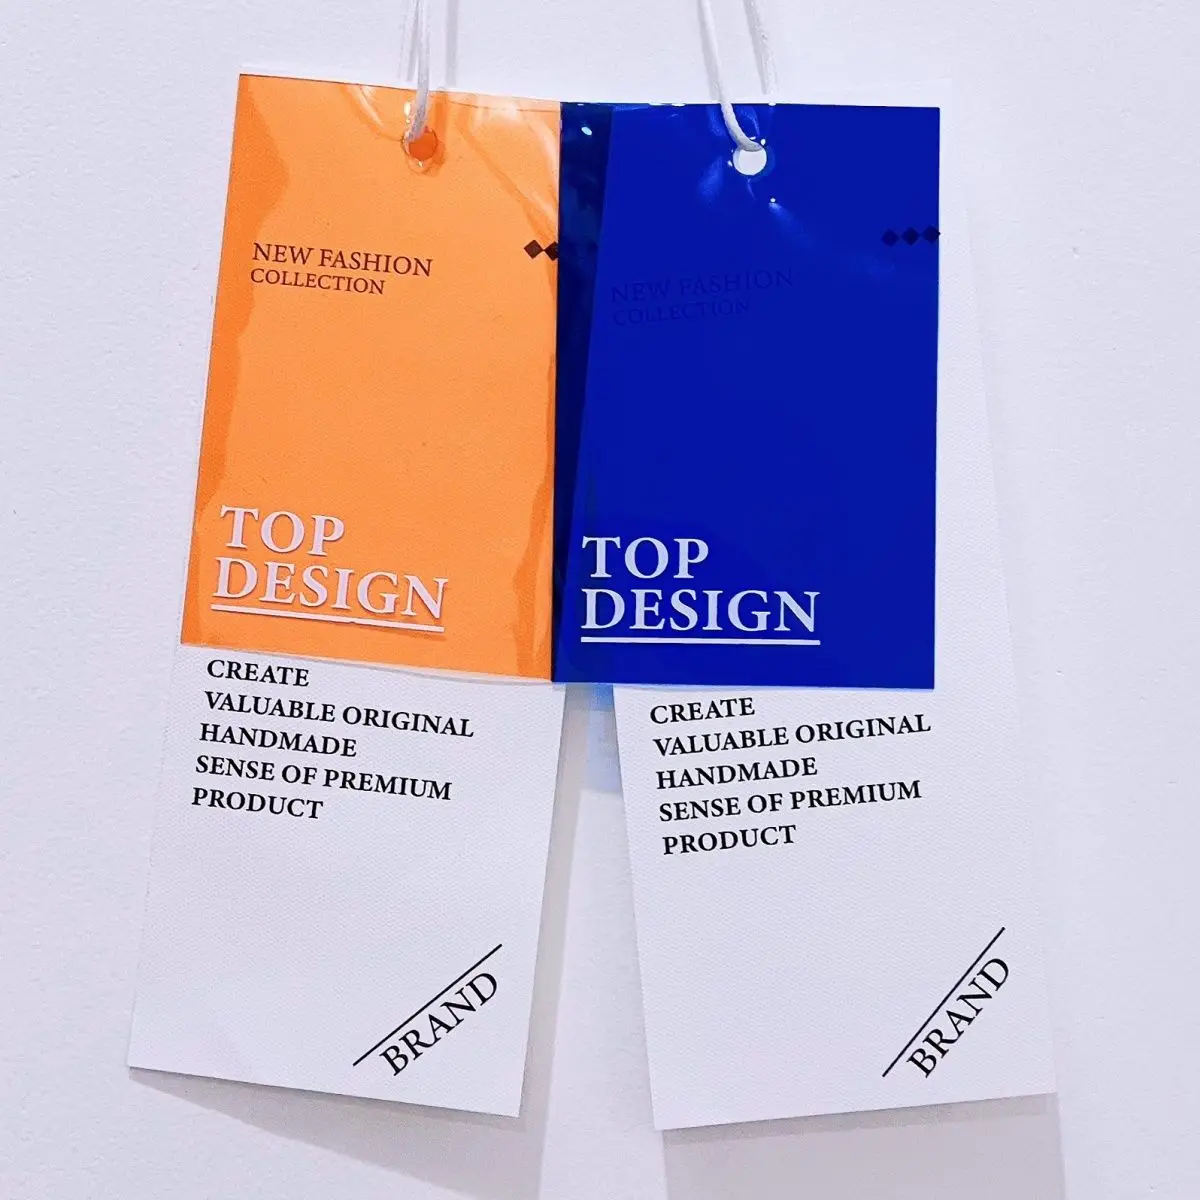 NEW FASHION
COLLECTION
TOP
DESIGN
CREATE
VALUABLE ORIGINAL
HANDMADE
SENSE OF PREMIUM
PRODUCT
BRAND
NEW FASHION
COLLECTION
TOP
DESIGN
CREATE
VALUABLE ORIGINAL
HANDMADE
SENSE OF PREMIUM
PRODUCT
BRAND